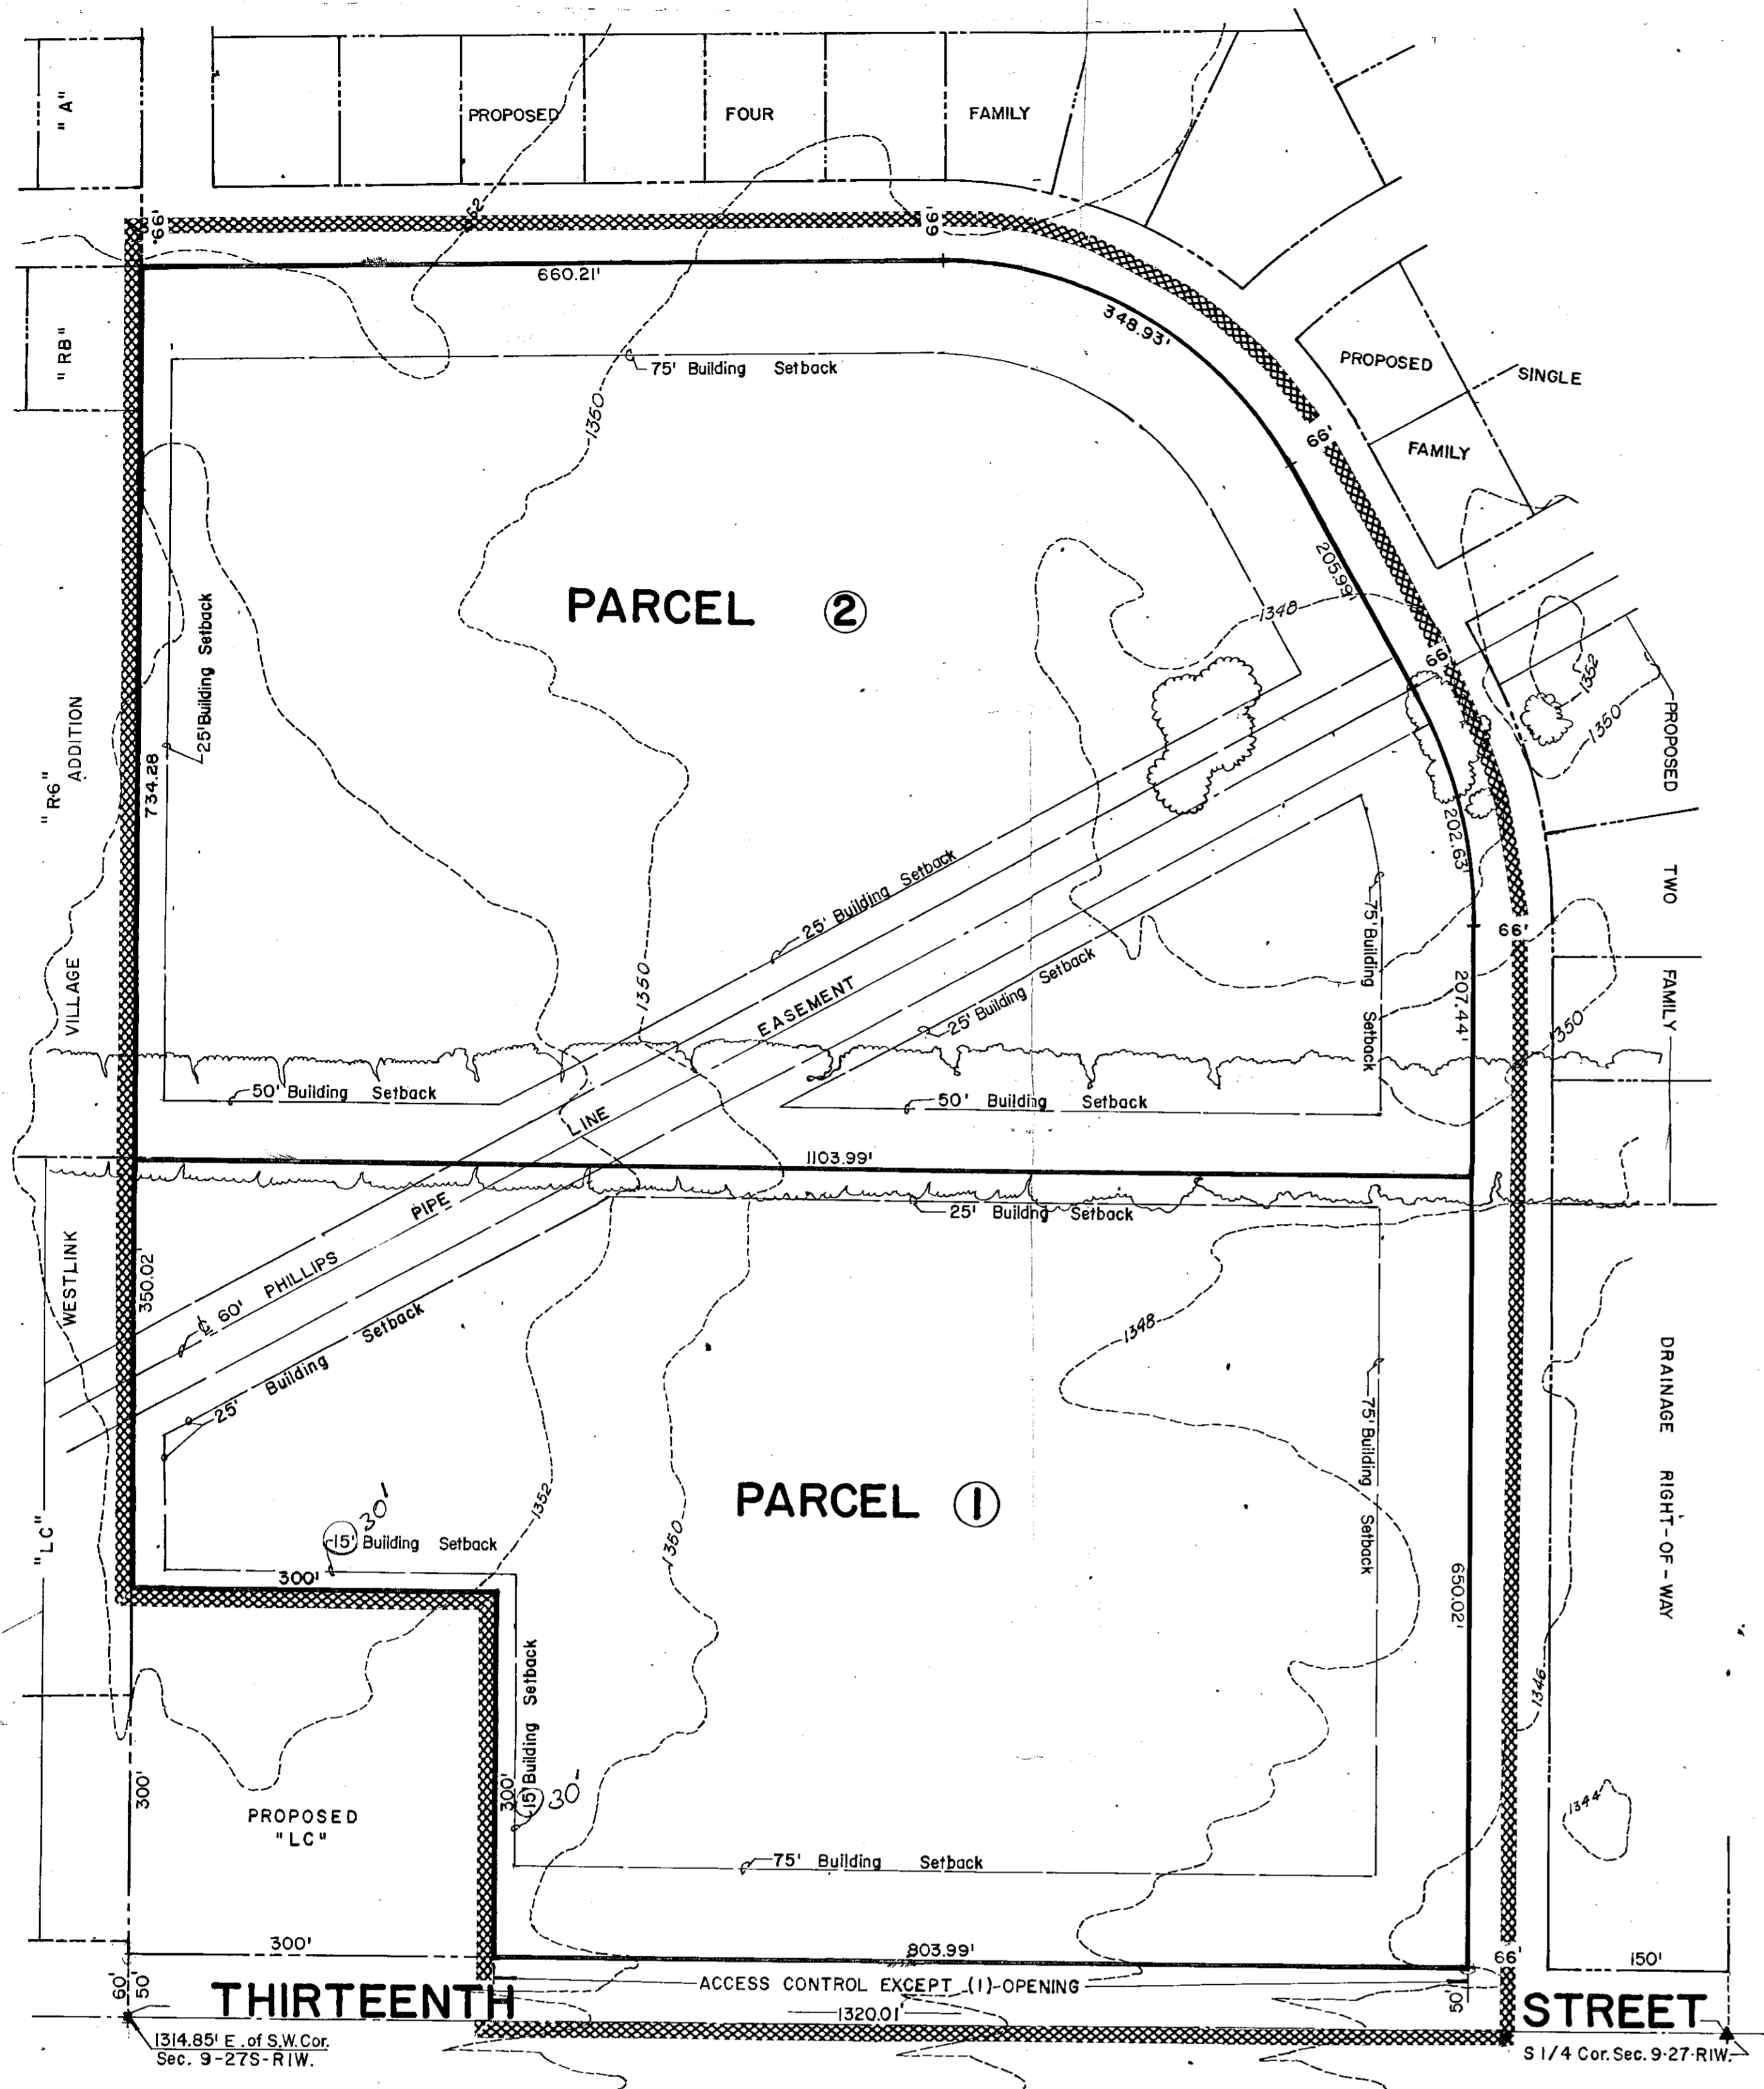 "A"
PROPOSED FOUR FAMILY
66'
66'
660.21'
348.93'
"RB"
75' Building Setback
1350
PROPOSED SINGLE
FAMILY
66'
205.99'
PARCEL 2
1348
66'
1352
1350
25' Building Setback
"R6"
ADDITION
734.28
PROPOSED
TWO
FAMILY
202.63'
25' Building Setback
75' Building Setback
66'
207.44'
1350
VILLAGE
1350
EASEMENT
25' Building Setback
50' Building Setback
50' Building Setback
LINE
1103.99'
PIPE
25' Building Setback
WESTLINK
350.02'
℄ 60' PHILLIPS
25' Building Setback
1348
75' Building Setback
DRAINAGE RIGHT-OF-WAY
"LC"
1352
1350
PARCEL 1
30'
15' Building Setback
300'
650.02'
15' Building Setback
30'
300'
300'
1346
1344
PROPOSED
"LC"
75' Building Setback
300'
803.99'
66'
150'
60'
50'
ACCESS CONTROL EXCEPT (1)-OPENING
50'
1320.01'
THIRTEENTH STREET
1314.85' E. of S.W. Cor.
Sec. 9-27S-R1W.
S 1/4 Cor. Sec. 9-27-R1W.